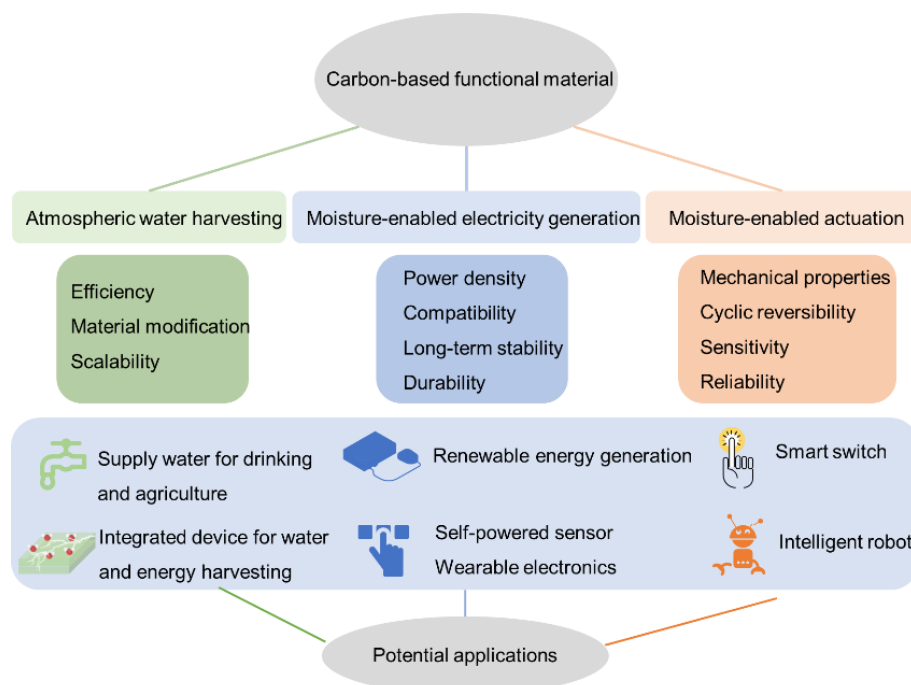 Carbon-based functional material
Atmospheric water harvesting
Moisture-enabled electricity generation
Moisture-enabled actuation
Efficiency
Material modification
Scalability
Power density
Compatibility
Long-term stability
Durability
Mechanical properties
Cyclic reversibility
Sensitivity
Reliability
Supply water for drinking
and agriculture
Renewable energy generation
Smart switch
Integrated device for water
and energy harvesting
Self-powered sensor
Wearable electronics
Intelligent robot
Potential applications